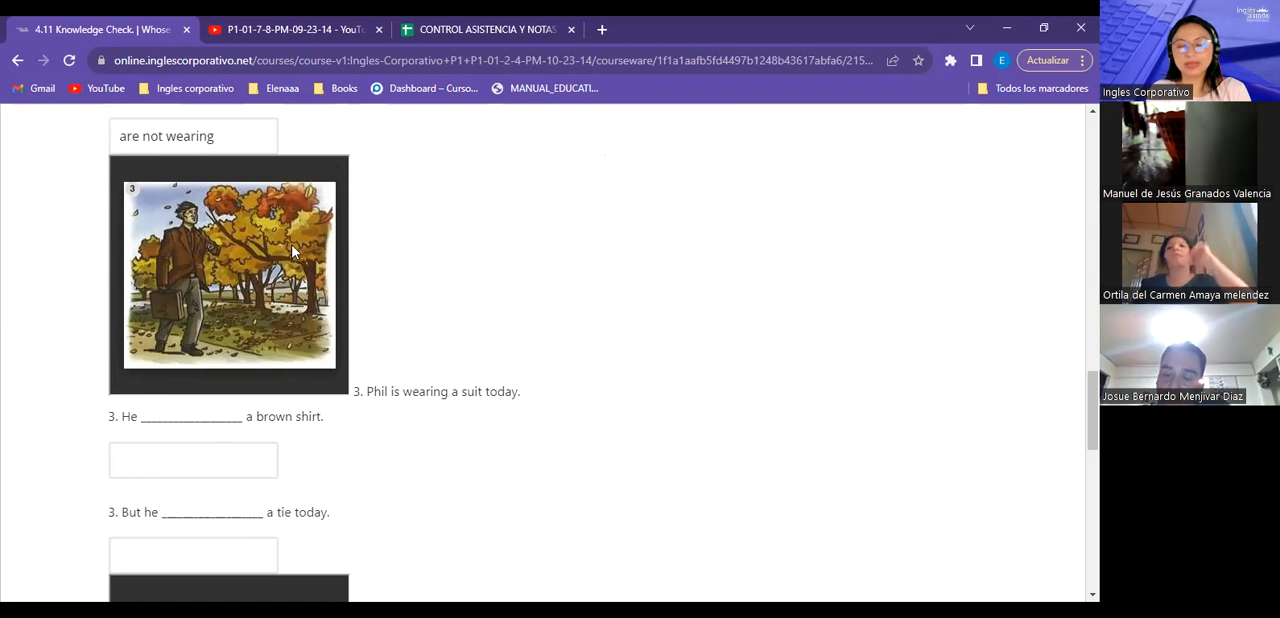 4.11 Knowledge Check. | Whose
P1-01-7-8-PM-09-23-14 - YouT
CONTROL ASISTENCIA Y NOTAS
online.inglescorporativo.net/courses/course-v1:Ingles-Corporativo+P1+P1-01-2-4-PM-10-23-14/courseware/1f1a1aafb5fd4497b1248b43617abfa6/215...
E
Actualizar
Gmail
YouTube
Ingles corporativo
Elenaaa
Books
Dashboard – Curso...
MANUAL_EDUCATI...
Todos los marcadores
are not wearing
3
3. Phil is wearing a suit today.
3. He __________________ a brown shirt.
3. But he __________________ a tie today.
Ingles Corporativo
Manuel de Jesús Granados Valencia
Ortila del Carmen Amaya melendez
Josue Bernardo Menjivar Diaz